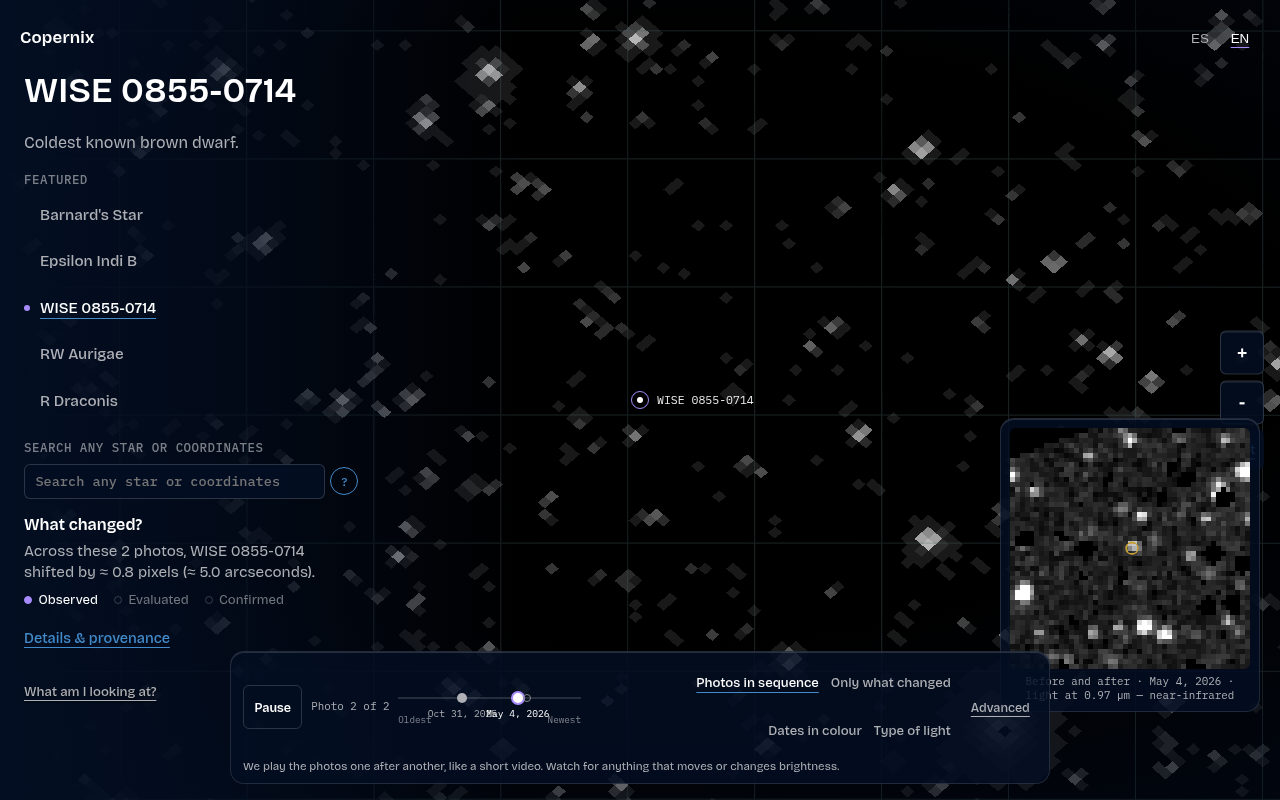 Copernix
ES EN
WISE 0855-0714
Coldest known brown dwarf.
FEATURED
Barnard's Star
Epsilon Indi B
WISE 0855-0714
RW Aurigae
R Draconis
SEARCH ANY STAR OR COORDINATES
Search any star or coordinates
?
What changed?
Across these 2 photos, WISE 0855-0714
shifted by ≈ 0.8 pixels (≈ 5.0 arcseconds).
Observed Evaluated Confirmed
Details & provenance
What am I looking at?
WISE 0855-0714
+
-
Before and after · May 4, 2026 ·
light at 0.97 µm — near-infrared
Pause
Photo 2 of 2
Oct 31, May 4, 2026
Oldest Newest
Photos in sequence Only what changed
Dates in colour Type of light
Advanced
We play the photos one after another, like a short video. Watch for anything that moves or changes brightness.